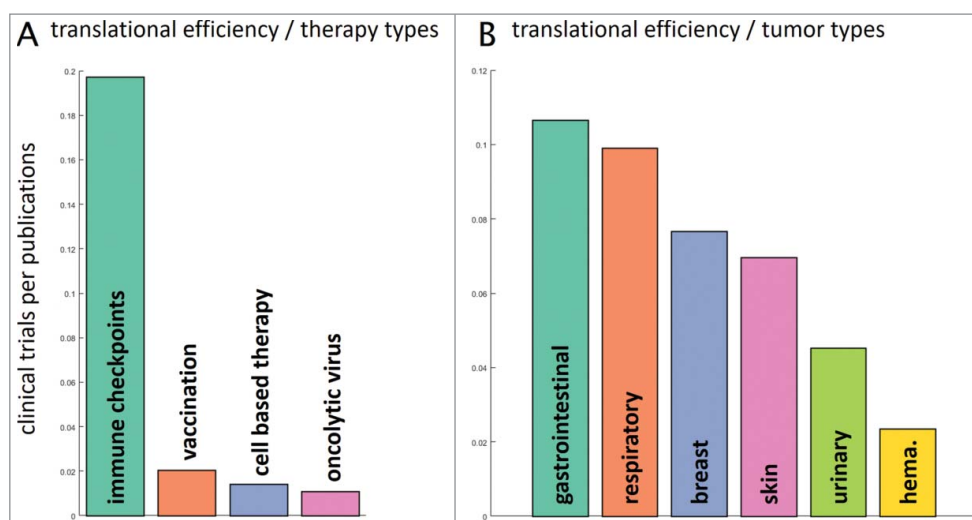 A translational efficiency / therapy types
clinical trials per publications
0.2
0.18
0.16
0.14
0.12
0.1
0.08
0.06
0.04
0.02
0
immune checkpoints
vaccination
cell based therapy
oncolytic virus
B translational efficiency / tumor types
0.12
0.1
0.08
0.06
0.04
0.02
0
gastrointestinal
respiratory
breast
skin
urinary
hema.